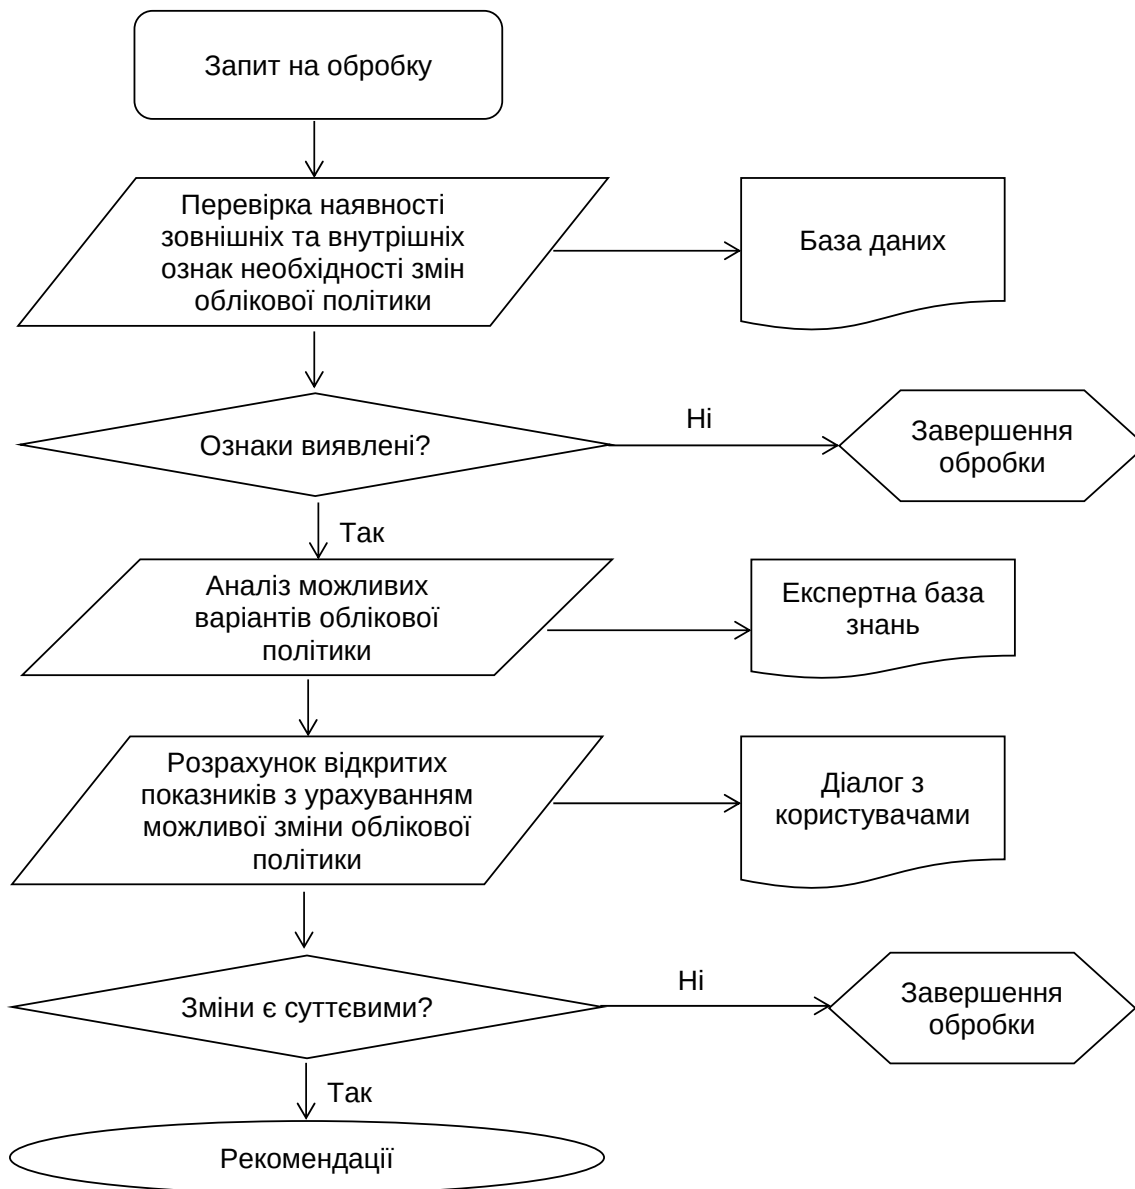 Запит на обробку
Перевірка наявності
зовнішніх та внутрішніх
ознак необхідності змін
облікової політики
База даних
Ознаки виявлені?
Ні
Завершення
обробки
Так
Аналіз можливих
варіантів облікової
політики
Експертна база
знань
Розрахунок відкритих
показників з урахуванням
можливої зміни облікової
політики
Діалог з
користувачами
Зміни є суттєвими?
Ні
Завершення
обробки
Так
Рекомендації